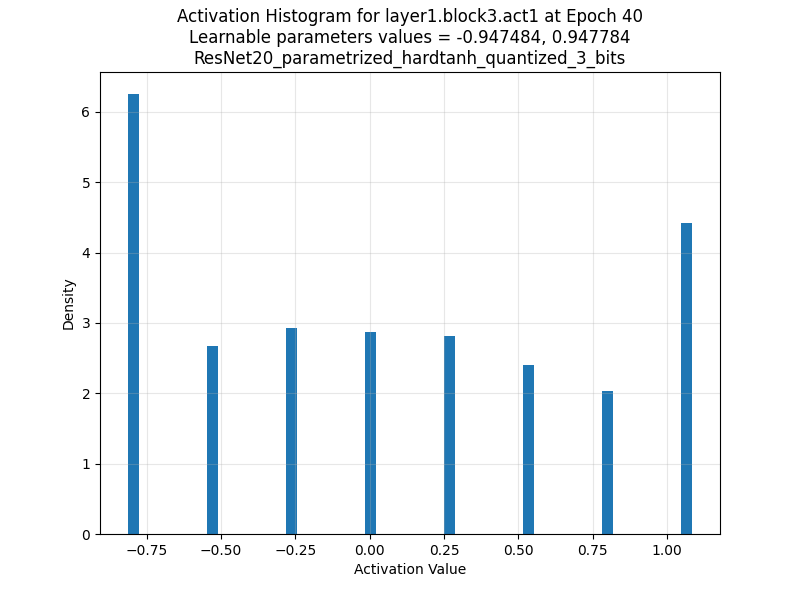 Activation Histogram for layer1.block3.act1 at Epoch 40
Learnable parameters values = -0.947484, 0.947784
ResNet20_parametrized_hardtanh_quantized_3_bits
6
5
4
3
2
1
0
Density
−0.75 −0.50 −0.25 0.00 0.25 0.50 0.75 1.00
Activation Value